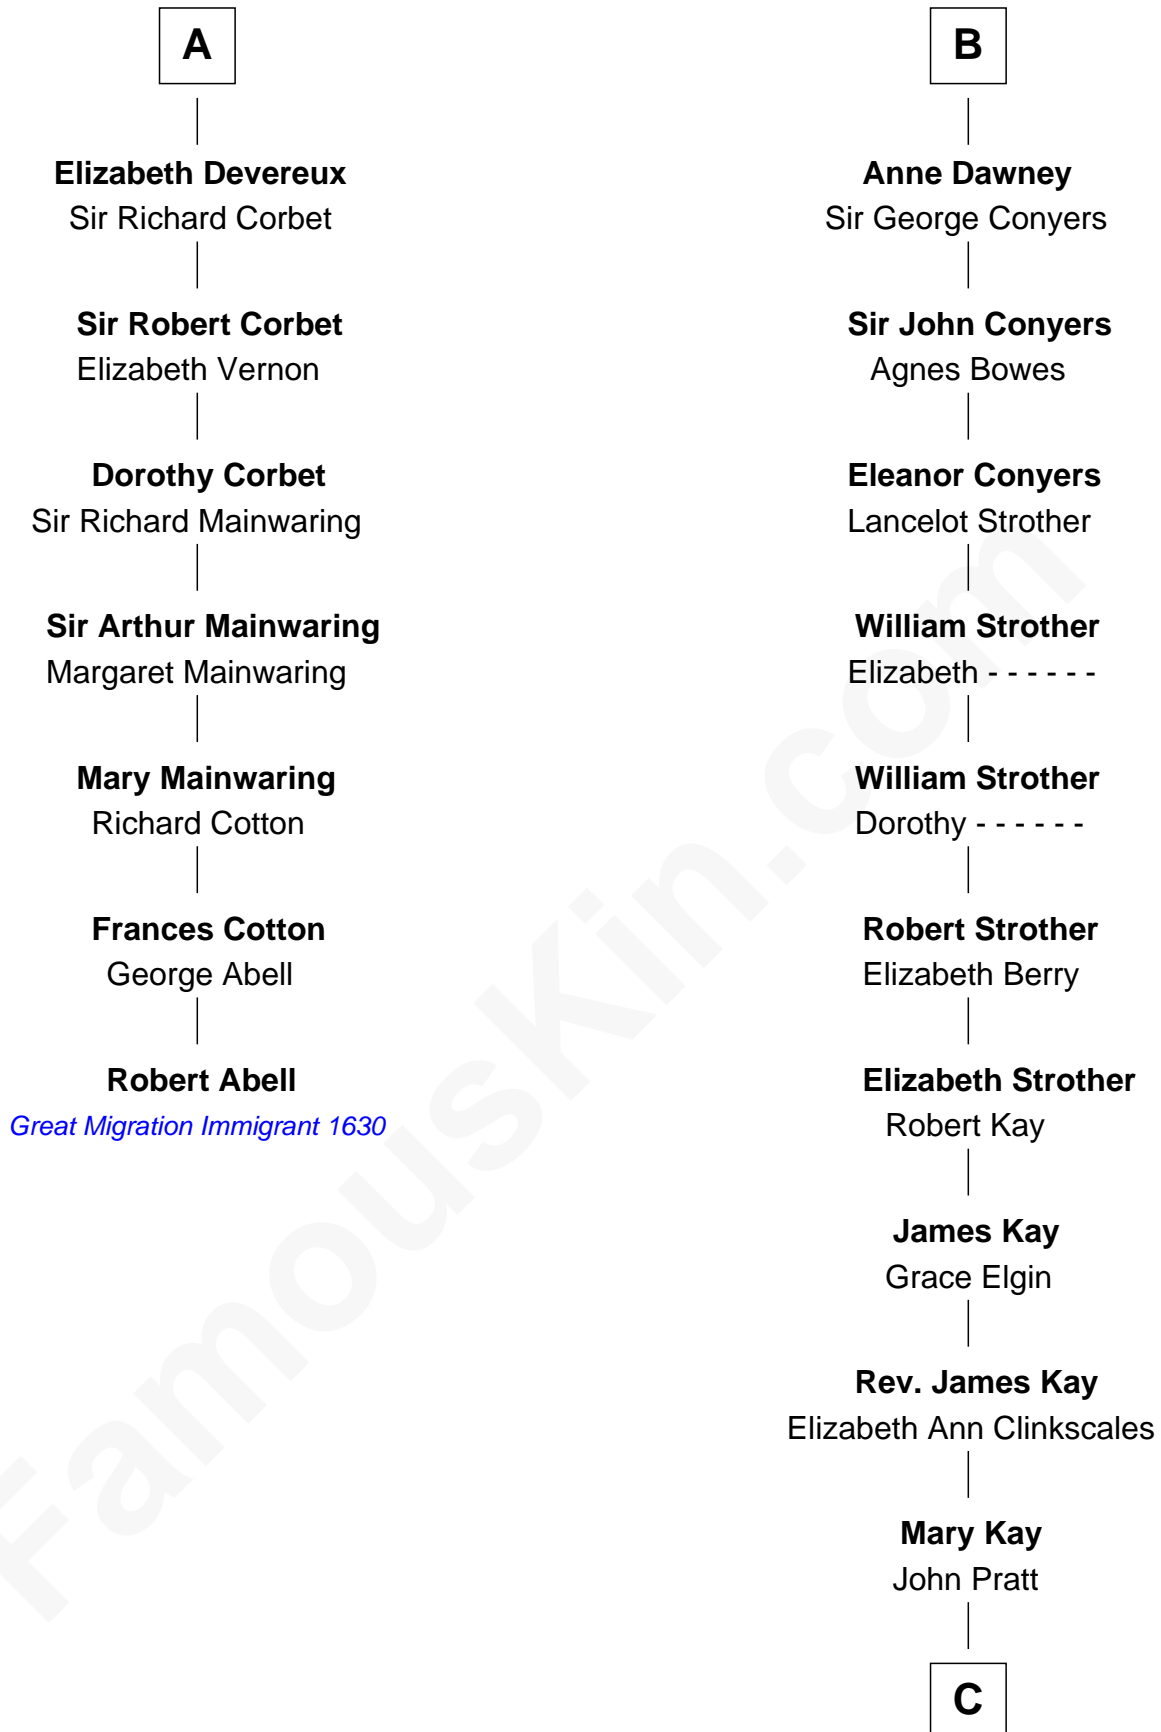 A
Elizabeth Devereux
Sir Richard Corbet
Sir Robert Corbet
Elizabeth Vernon
Dorothy Corbet
Sir Richard Mainwaring
Sir Arthur Mainwaring
Margaret Mainwaring
Mary Mainwaring
Richard Cotton
Frances Cotton
George Abell
Robert Abell
Great Migration Immigrant 1630
B
Anne Dawney
Sir George Conyers
Sir John Conyers
Agnes Bowes
Eleanor Conyers
Lancelot Strother
William Strother
Elizabeth - - - - - -
William Strother
Dorothy - - - - - -
Robert Strother
Elizabeth Berry
Elizabeth Strother
Robert Kay
James Kay
Grace Elgin
Rev. James Kay
Elizabeth Ann Clinkscales
Mary Kay
John Pratt
C
FamousKin.com